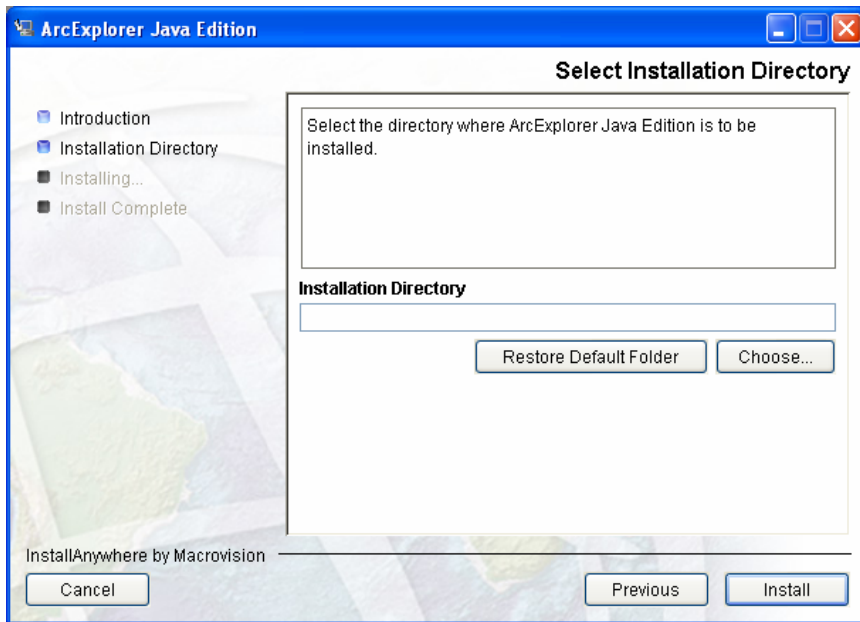 ArcExplorer Java Edition
Select Installation Directory
Introduction
Installation Directory
Installing...
Install Complete
Select the directory where ArcExplorer Java Edition is to be
installed.
Installation Directory
Restore Default Folder
Choose...
InstallAnywhere by Macrovision
Cancel
Previous
Install